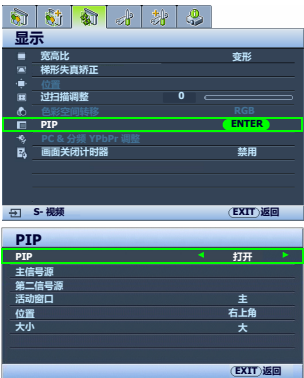 显示
宽高比 变形
梯形失真矫正
位置
过扫描调整 0
色彩空间转移 RGB
PIP ENTER
PC & 分频 YPbPr 调整
画面关闭计时器 禁用
S- 视频 EXIT 返回
PIP
PIP 打开
主信号源
第二信号源
活动窗口 主
位置 右上角
大小 大
EXIT 返回